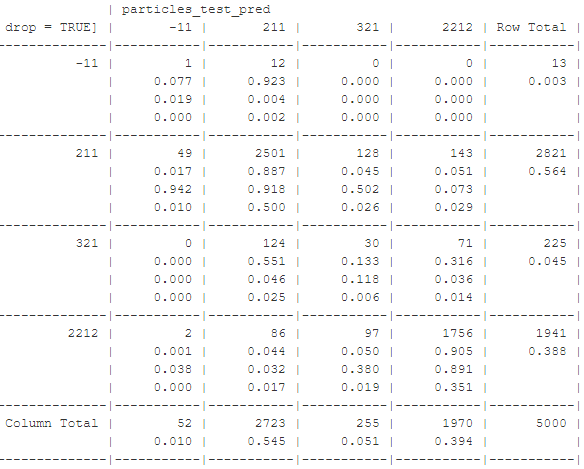 | particles_test_pred
drop = TRUE] | -11 | 211 | 321 | 2212 | Row Total |
-------------|-----------|-----------|-----------|-----------|-----------|
-11 | 1 | 12 | 0 | 0 | 13 |
| 0.077 | 0.923 | 0.000 | 0.000 | 0.003 |
| 0.019 | 0.004 | 0.000 | 0.000 | |
| 0.000 | 0.002 | 0.000 | 0.000 | |
-------------|-----------|-----------|-----------|-----------|-----------|
211 | 49 | 2501 | 128 | 143 | 2821 |
| 0.017 | 0.887 | 0.045 | 0.051 | 0.564 |
| 0.942 | 0.918 | 0.502 | 0.073 | |
| 0.010 | 0.500 | 0.026 | 0.029 | |
-------------|-----------|-----------|-----------|-----------|-----------|
321 | 0 | 124 | 30 | 71 | 225 |
| 0.000 | 0.551 | 0.133 | 0.316 | 0.045 |
| 0.000 | 0.046 | 0.118 | 0.036 | |
| 0.000 | 0.025 | 0.006 | 0.014 | |
-------------|-----------|-----------|-----------|-----------|-----------|
2212 | 2 | 86 | 97 | 1756 | 1941 |
| 0.001 | 0.044 | 0.050 | 0.905 | 0.388 |
| 0.038 | 0.032 | 0.380 | 0.891 | |
| 0.000 | 0.017 | 0.019 | 0.351 | |
-------------|-----------|-----------|-----------|-----------|-----------|
Column Total | 52 | 2723 | 255 | 1970 | 5000 |
| 0.010 | 0.545 | 0.051 | 0.394 | |
-------------|-----------|-----------|-----------|-----------|-----------|